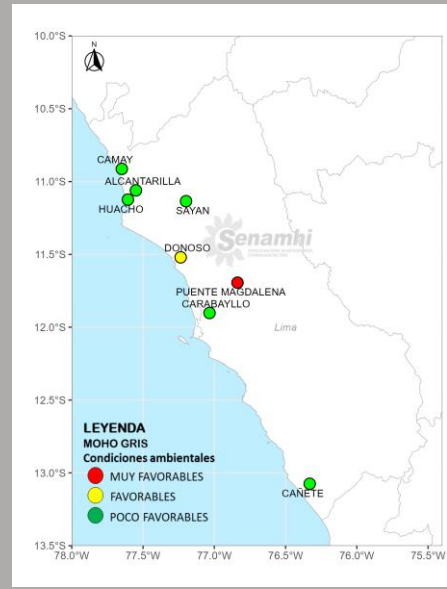 10.0°S
N
10.5°S
CAMAY
11.0°S
ALCANTARILLA
HUACHO
SAYAN
Senamhi
11.5°S
DONOSO
PUENTE MAGDALENA
CARABAYLLO
12.0°S
Lima
12.5°S
LEYENDA
MOHO GRIS
Condiciones ambientales
13.0°S
MUY FAVORABLES
CAÑETE
FAVORABLES
POCO FAVORABLES
13.5°S
78.0°W 77.5°W 77.0°W 76.5°W 76.0°W 75.5°W